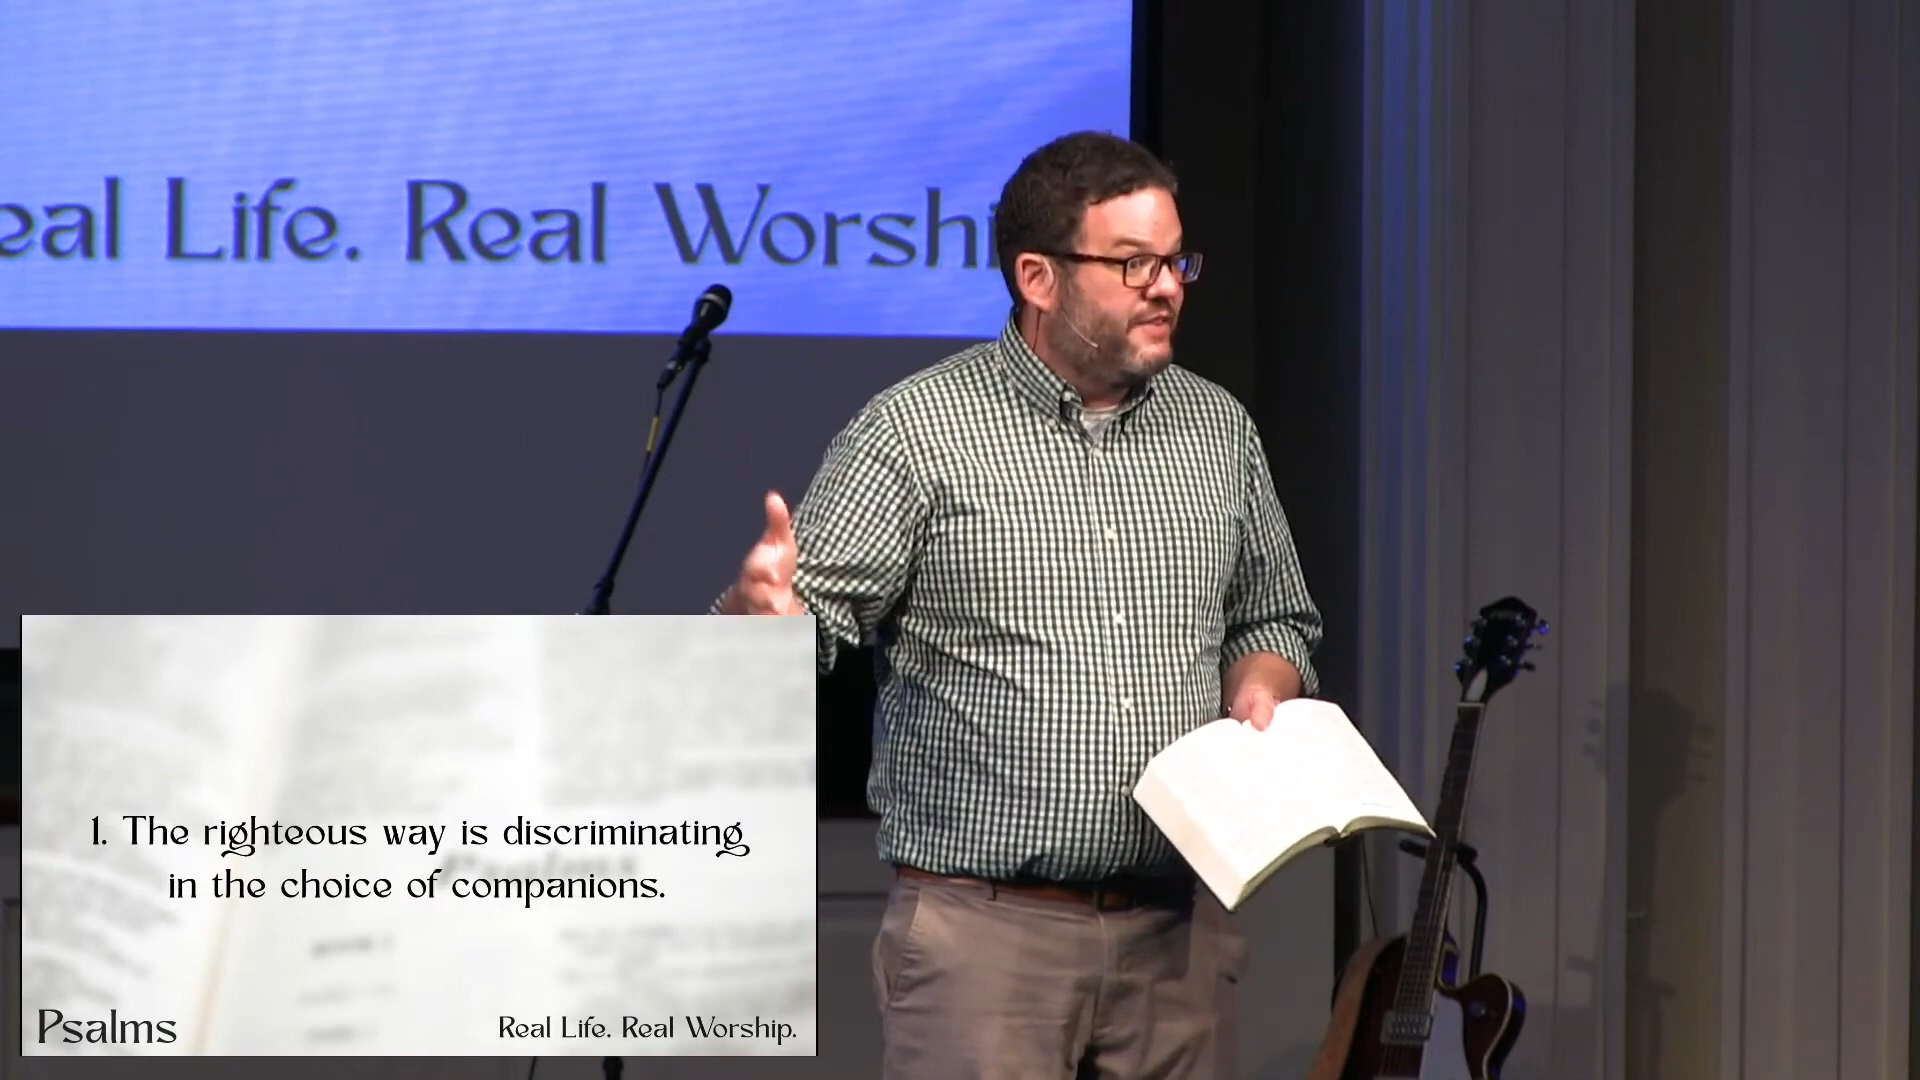 eal Life. Real Worshi
1. The righteous way is discriminating
in the choice of companions.
Psalms
Real Life. Real Worship.